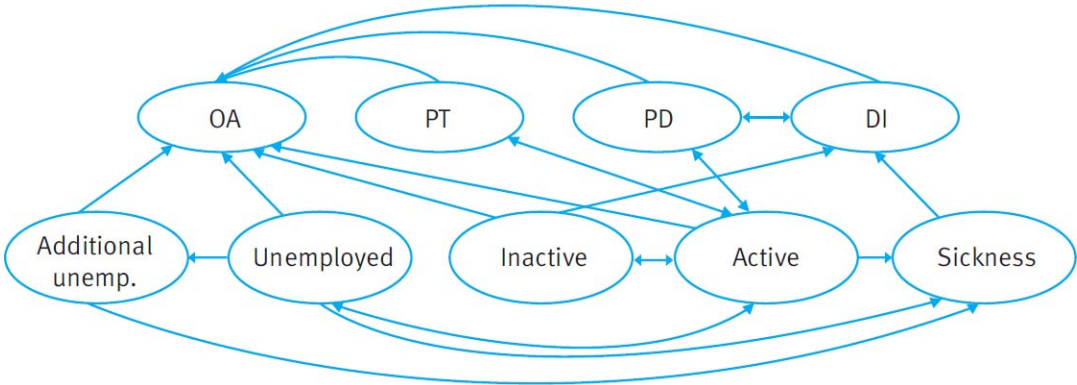 OA
PT
PD
DI
Additional
unemp.
Unemployed
Inactive
Active
Sickness